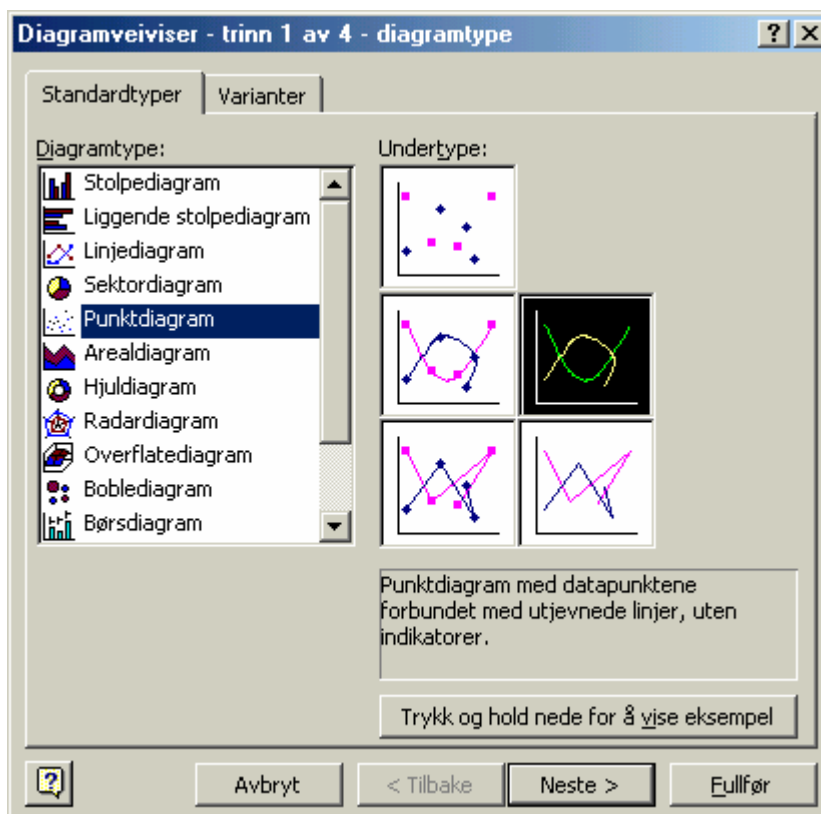 Diagramveiviser - trinn 1 av 4 - diagramtype
Standardtyper
Varianter
Diagramtype:
Stolpediagram
Liggende stolpediagram
Linjediagram
Sektordiagram
Punktdiagram
Arealdiagram
Hjuldiagram
Radardiagram
Overflatediagram
Boblediagram
Børsdiagram
Undertype:
Punktdiagram med datapunktene
forbundet med utjevnede linjer, uten
indikatorer.
Trykk og hold nede for å vise eksempel
Avbryt
< Tilbake
Neste >
Fullfør